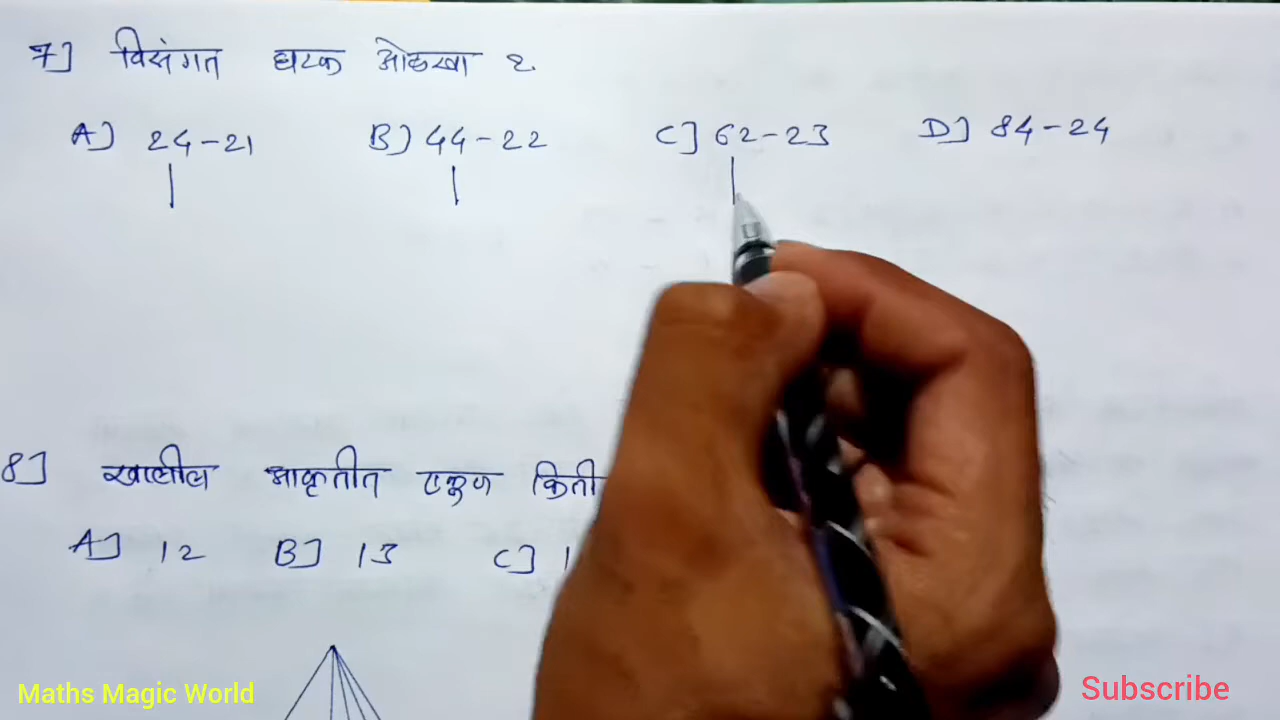 7] विसंगत घटक ओळखा २.
A] 24-21 B] 44-22 C] 62-23 D] 84-24
8] खालील आकृतीत एकूण किती
A] 12 B] 13 C] 1
Maths Magic World
Subscribe